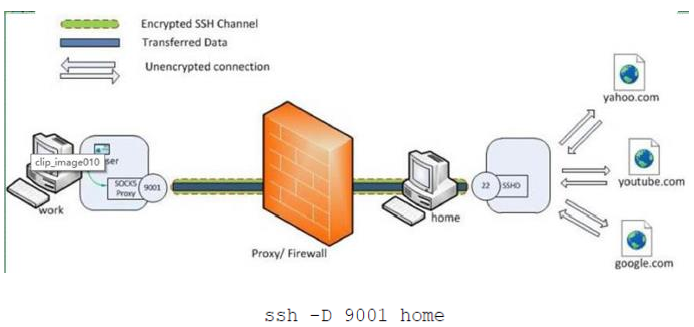 Encrypted SSH Channel
Transferred Data
Unencrypted connection
yahoo.com
clip_image010
ser
SOCKS
Proxy
9001
22
SSHD
youtube.com
work
home
Proxy/ Firewall
google.com
ssh -D 9001 home